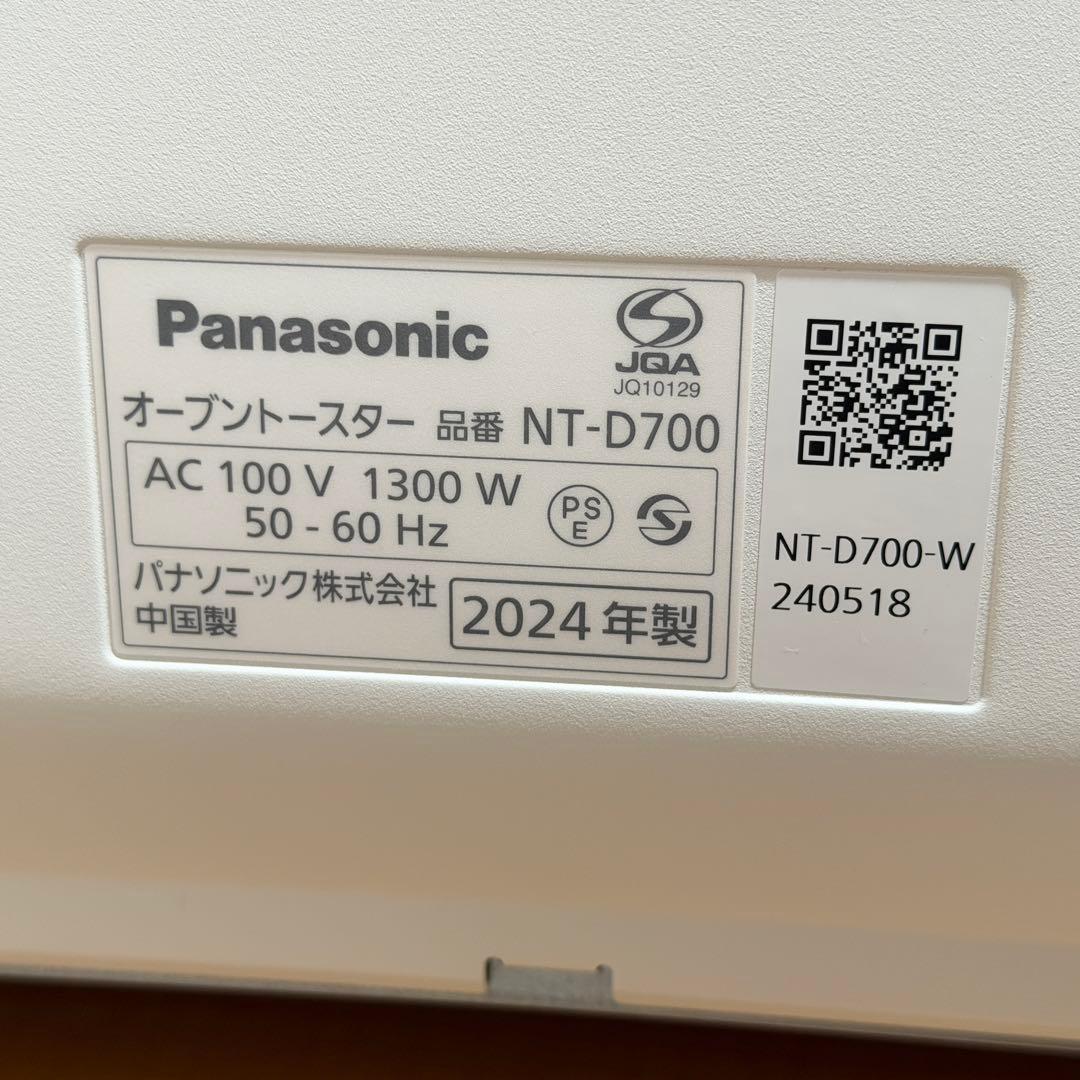 Panasonic
JQA
JQ10129
オーブントースター 品番 NT-D700
AC 100 V 1300 W
50 - 60 Hz
PS
E
パナソニック株式会社
中国製
2024 年製
NT-D700-W
240518